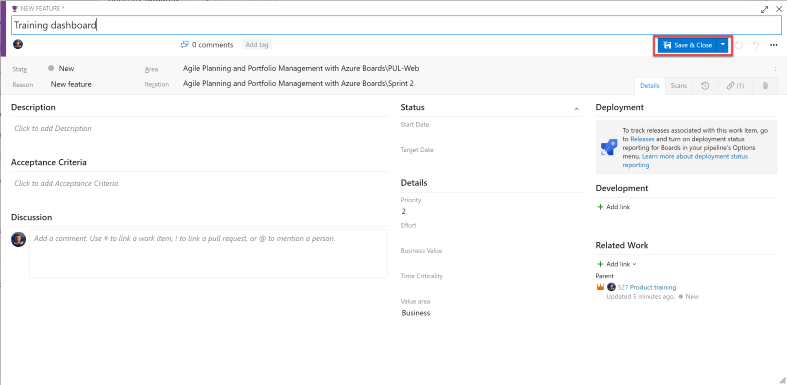 NEW FEATURE *
Training dashboard
0 comments
Add tag
Save & Close
State
New
Area
Agile Planning and Portfolio Management with Azure Boards\PUL-Web
Reason
New feature
Iteration
Agile Planning and Portfolio Management with Azure Boards\Sprint 2
Details
Scans
(1)
Description
Click to add Description
Acceptance Criteria
Click to add Acceptance Criteria
Discussion
Add a comment. Use # to link a work item, ! to link a pull request, or @ to mention a person.
Status
Start Date
Target Date
Details
Priority
2
Effort
Business Value
Time Criticality
Value area
Business
Deployment
To track releases associated with this work item, go
to Releases and turn on deployment status
reporting for Boards in your pipeline's Options
menu. Learn more about deployment status
reporting
Development
+ Add link
Related Work
+ Add link
Parent
527 Product training
Updated 5 minutes ago, New